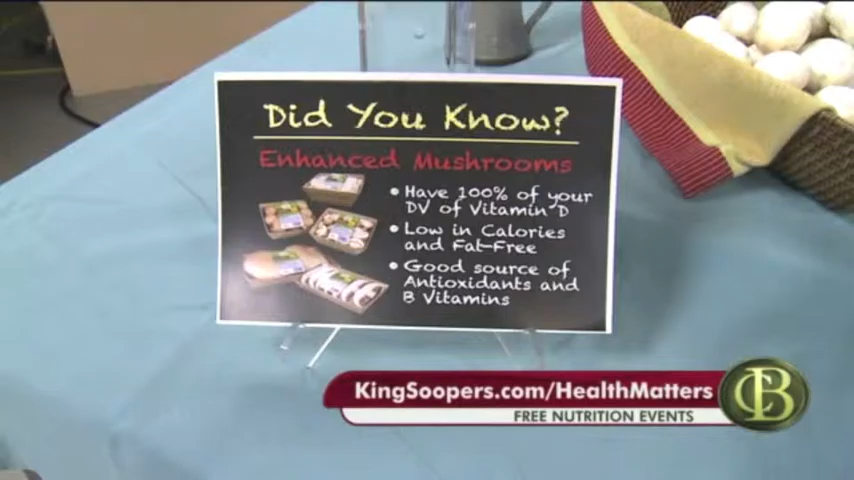 Did You Know?
Enhanced Mushrooms
• Have 100% of your
DV of Vitamin D
• Low in Calories
and Fat-Free
• Good source of
Antioxidants and
B Vitamins
KingSoopers.com/HealthMatters
FREE NUTRITION EVENTS
CB